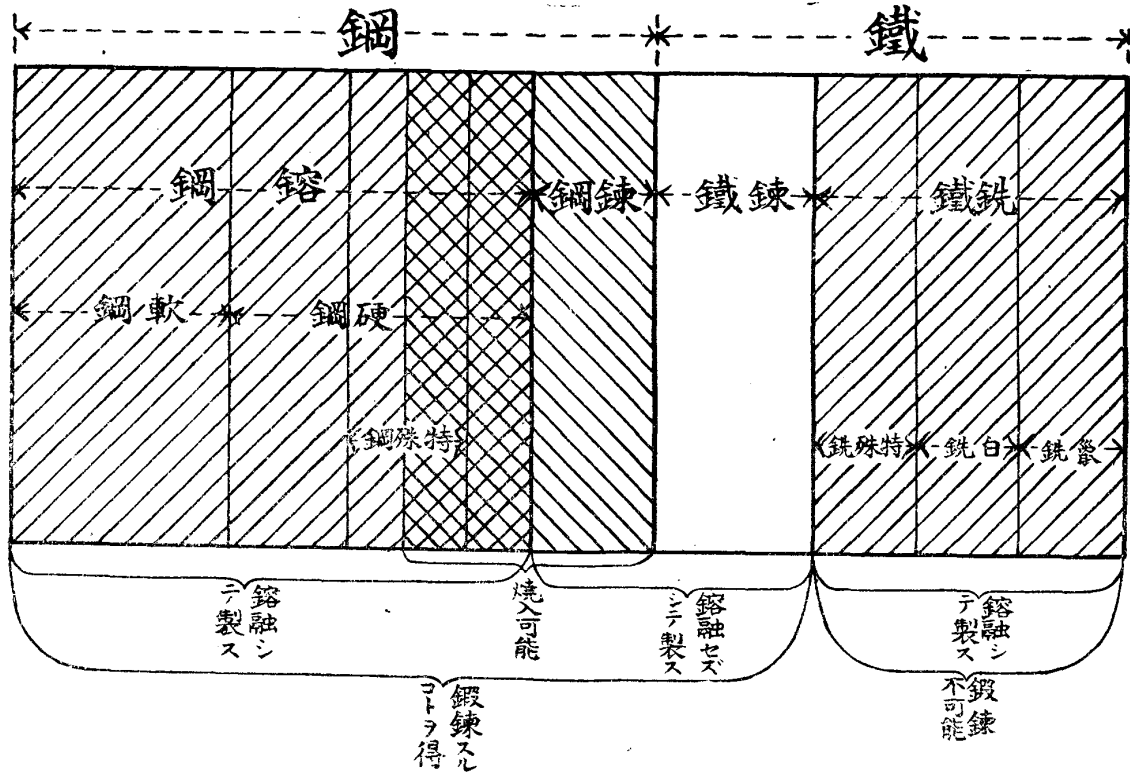 鐵
鋼
銑鐵
錬鐵
錬鋼
鎔鋼
硬鋼
軟鋼
鼠銑
白銑
特殊銑
特殊鋼
鎔融シ
テ製ス
鎔融セズ
シテ製ス
燒入可能
鎔融シ
テ製ス
鍛錬
不可能
鍛錬スル
コトヲ得